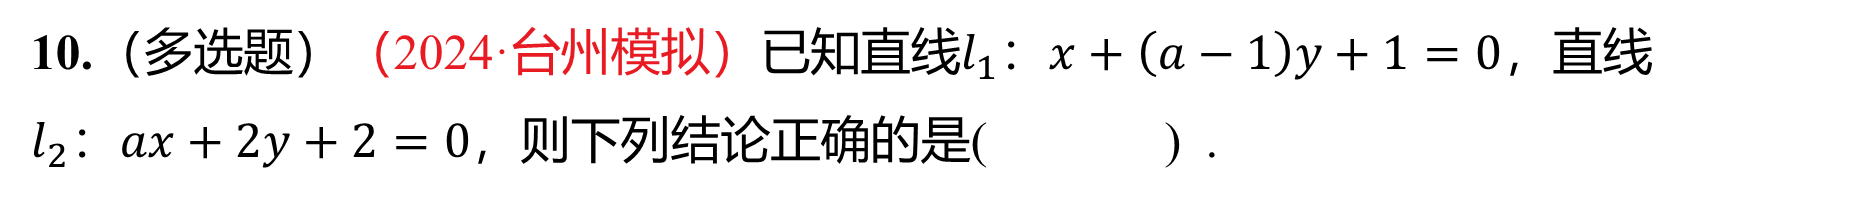 10.（多选题）（2024·台州模拟）已知直线l₁：x + (a − 1)y + 1 = 0，直线
l₂：ax + 2y + 2 = 0，则下列结论正确的是(        ）.